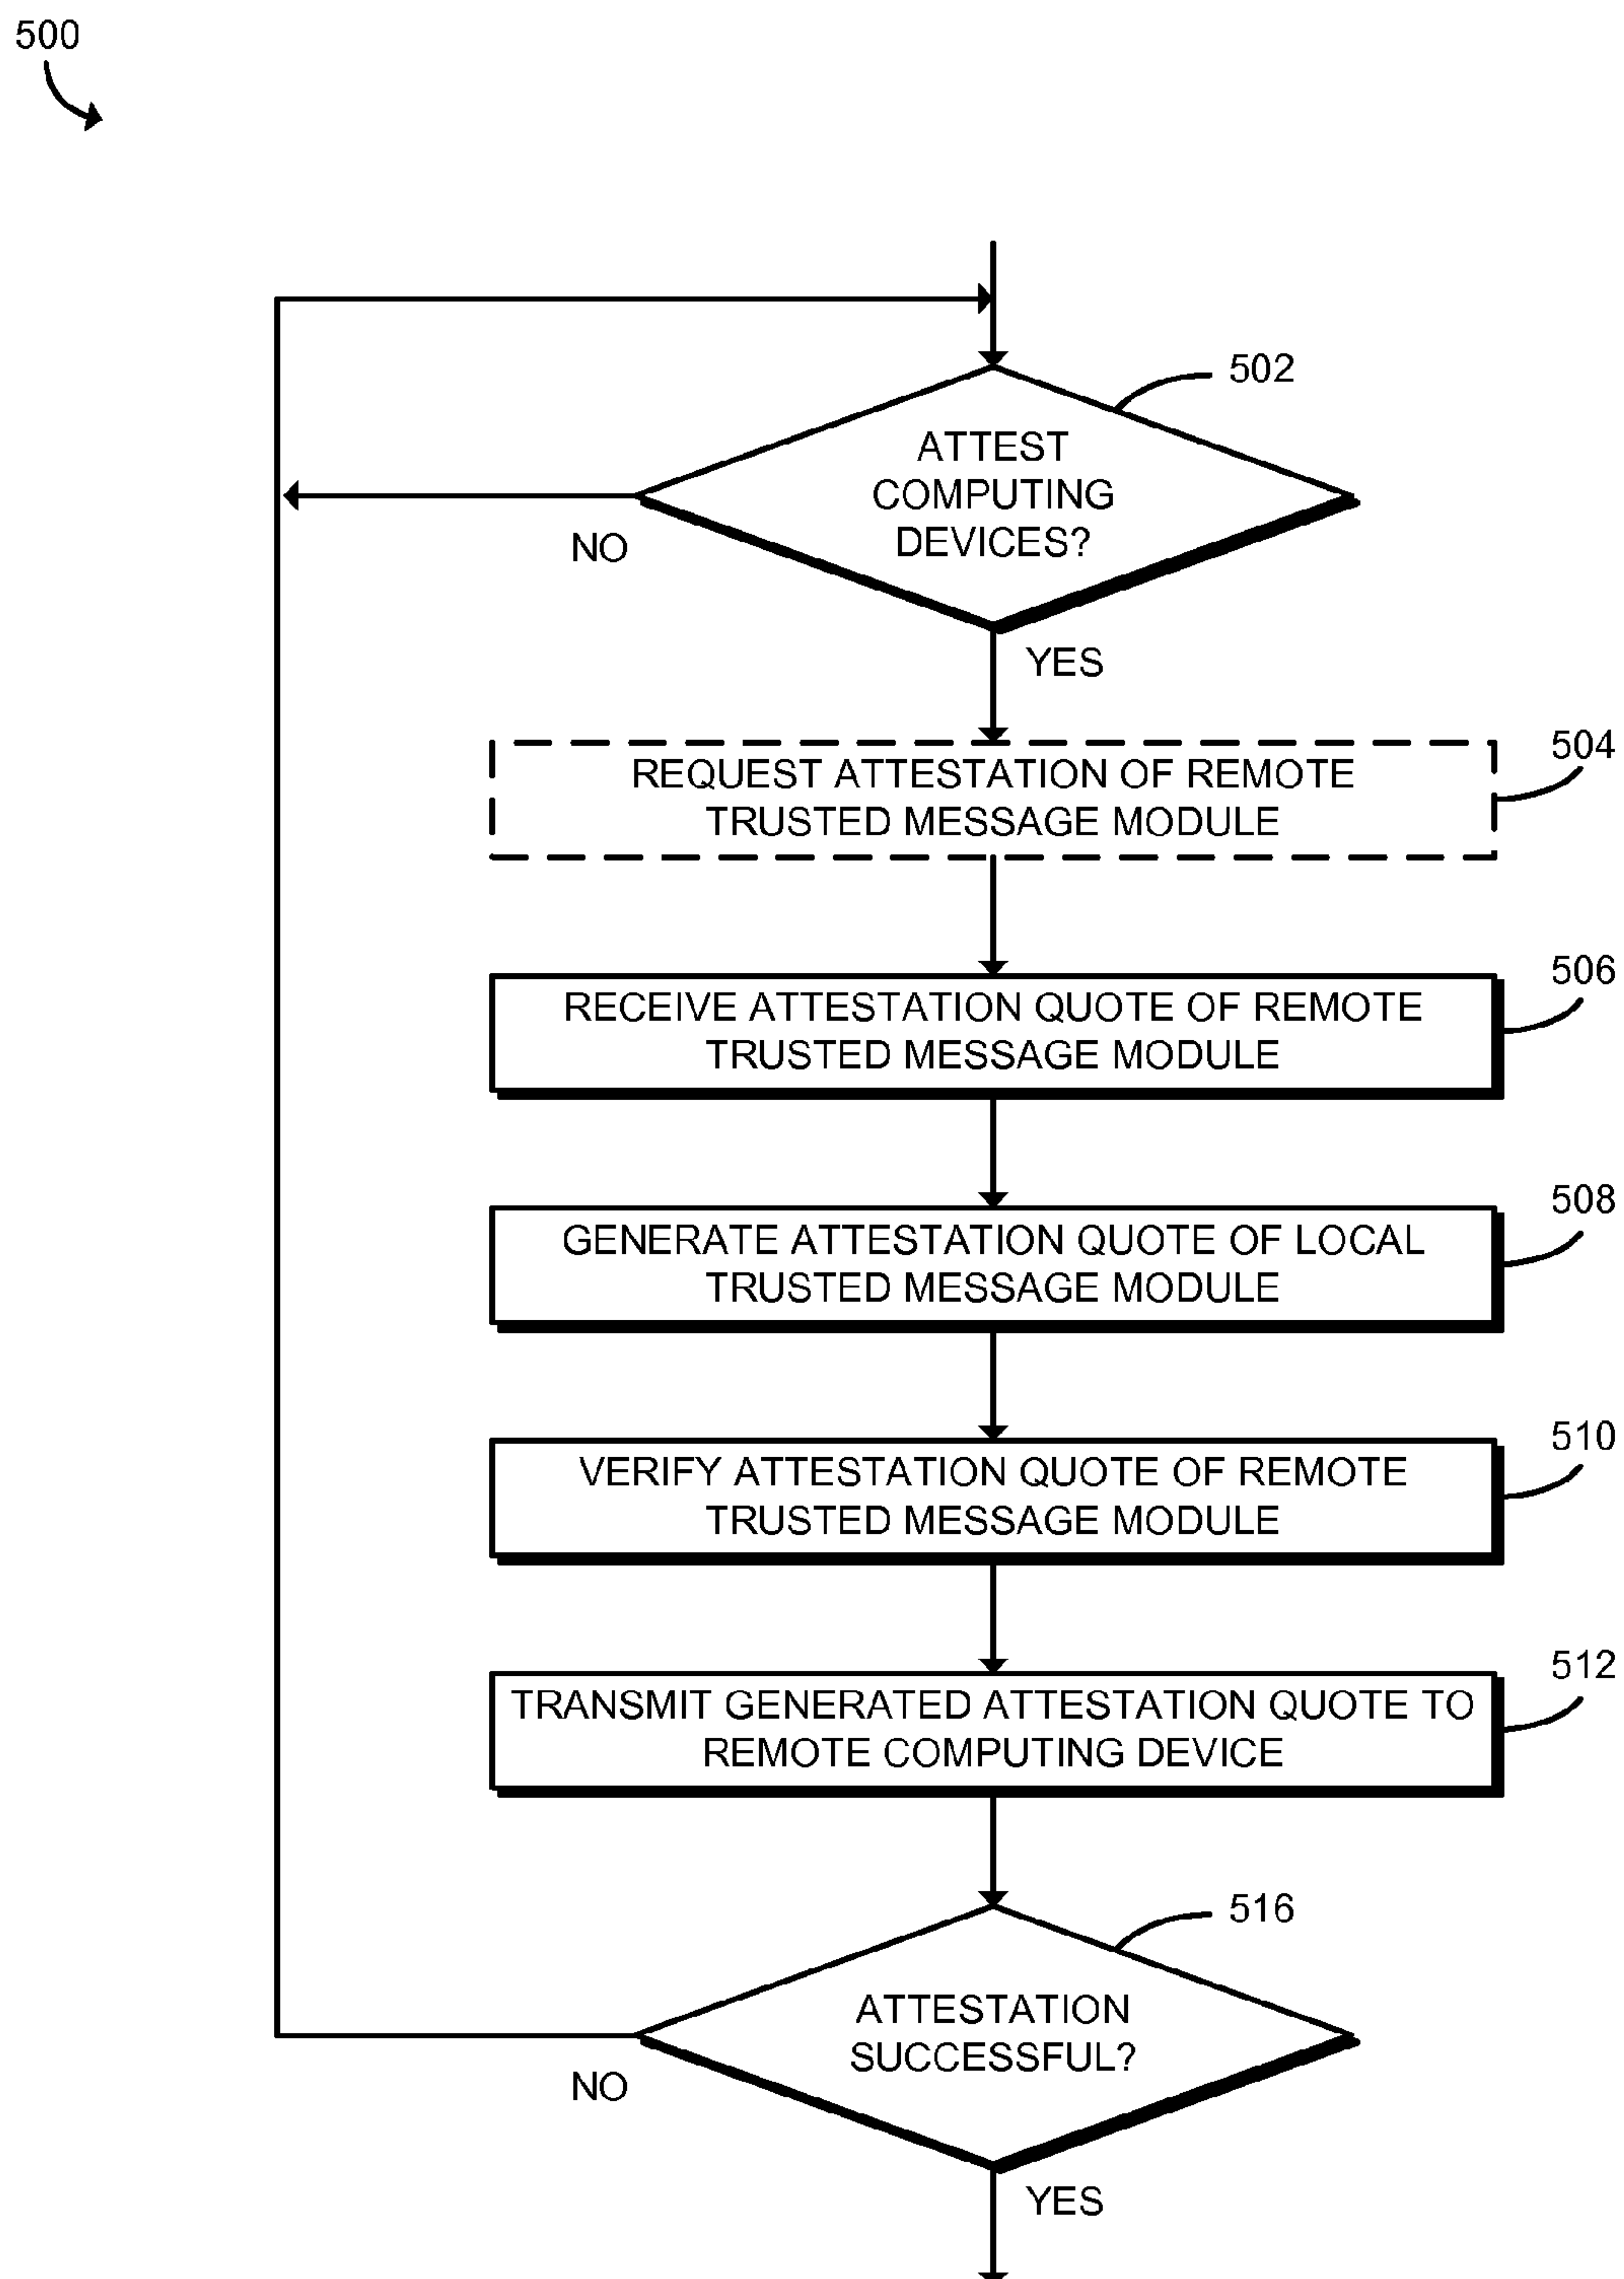 500
502
ATTEST
COMPUTING
DEVICES?
NO
YES
504
REQUEST ATTESTATION OF REMOTE
TRUSTED MESSAGE MODULE
506
RECEIVE ATTESTATION QUOTE OF REMOTE
TRUSTED MESSAGE MODULE
508
GENERATE ATTESTATION QUOTE OF LOCAL
TRUSTED MESSAGE MODULE
510
VERIFY ATTESTATION QUOTE OF REMOTE
TRUSTED MESSAGE MODULE
512
TRANSMIT GENERATED ATTESTATION QUOTE TO
REMOTE COMPUTING DEVICE
516
ATTESTATION
SUCCESSFUL?
NO
YES